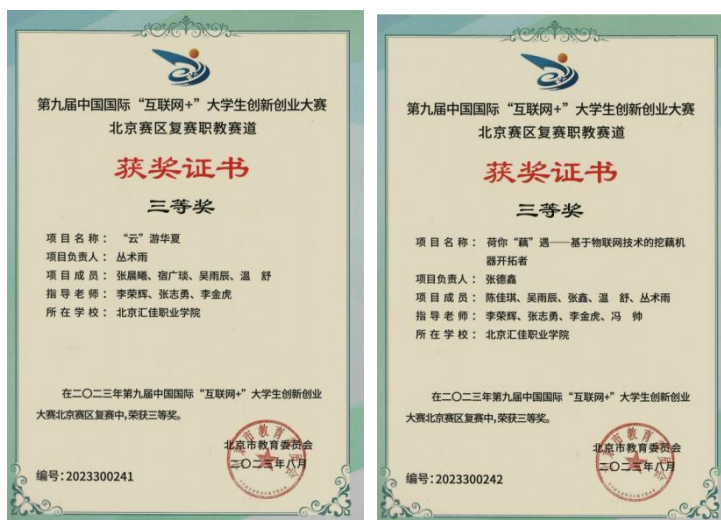 第九届中国国际“互联网+”大学生创新创业大赛
北京赛区复赛职教赛道
获奖证书
三等奖
项目名称：“云”游华夏
项目负责人：丛术雨
项目成员：张晨曦、宿广琰、吴雨辰、温 舒
指导老师：李荣辉、张志勇、李金虎
所在学校：北京汇佳职业学院
在二〇二三年第九届中国国际“互联网+”大学生创新创业
大赛北京赛区复赛中,荣获三等奖。
北京市教育委员会
二〇二三年八月
编号:2023300241
第九届中国国际“互联网+”大学生创新创业大赛
北京赛区复赛职教赛道
获奖证书
三等奖
项目名称：荷你“藕”遇——基于物联网技术的挖藕机
器开拓者
项目负责人：张德鑫
项目成员：陈佳琪、吴雨辰、张鑫、温 舒、丛术雨
指导老师：李荣辉、张志勇、李金虎、冯 帅
所在学校：北京汇佳职业学院
在二〇二三年第九届中国国际“互联网+”大学生创新创业
大赛北京赛区复赛中,荣获三等奖。
北京市教育委员会
二〇二三年八月
编号:2023300242